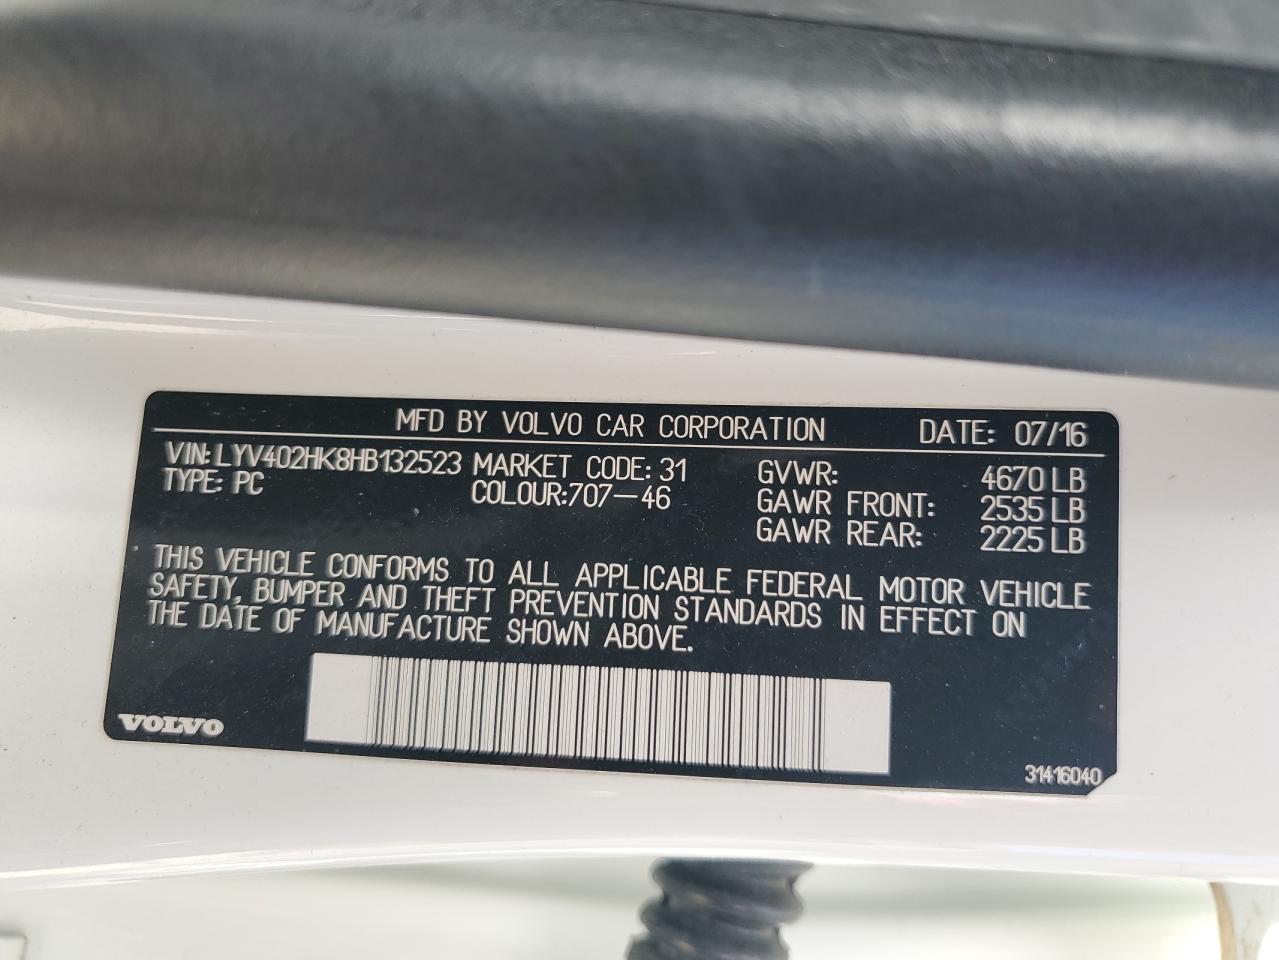 MFD BY VOLVO CAR CORPORATION DATE: 07/16
VIN: LYV402HK8HB132523 MARKET CODE: 31 GVWR: 4670 LB
TYPE: PC COLOUR:707-46 GAWR FRONT: 2535 LB
GAWR REAR: 2225 LB
THIS VEHICLE CONFORMS TO ALL APPLICABLE FEDERAL MOTOR VEHICLE
SAFETY, BUMPER AND THEFT PREVENTION STANDARDS IN EFFECT ON
THE DATE OF MANUFACTURE SHOWN ABOVE.
VOLVO
31416040